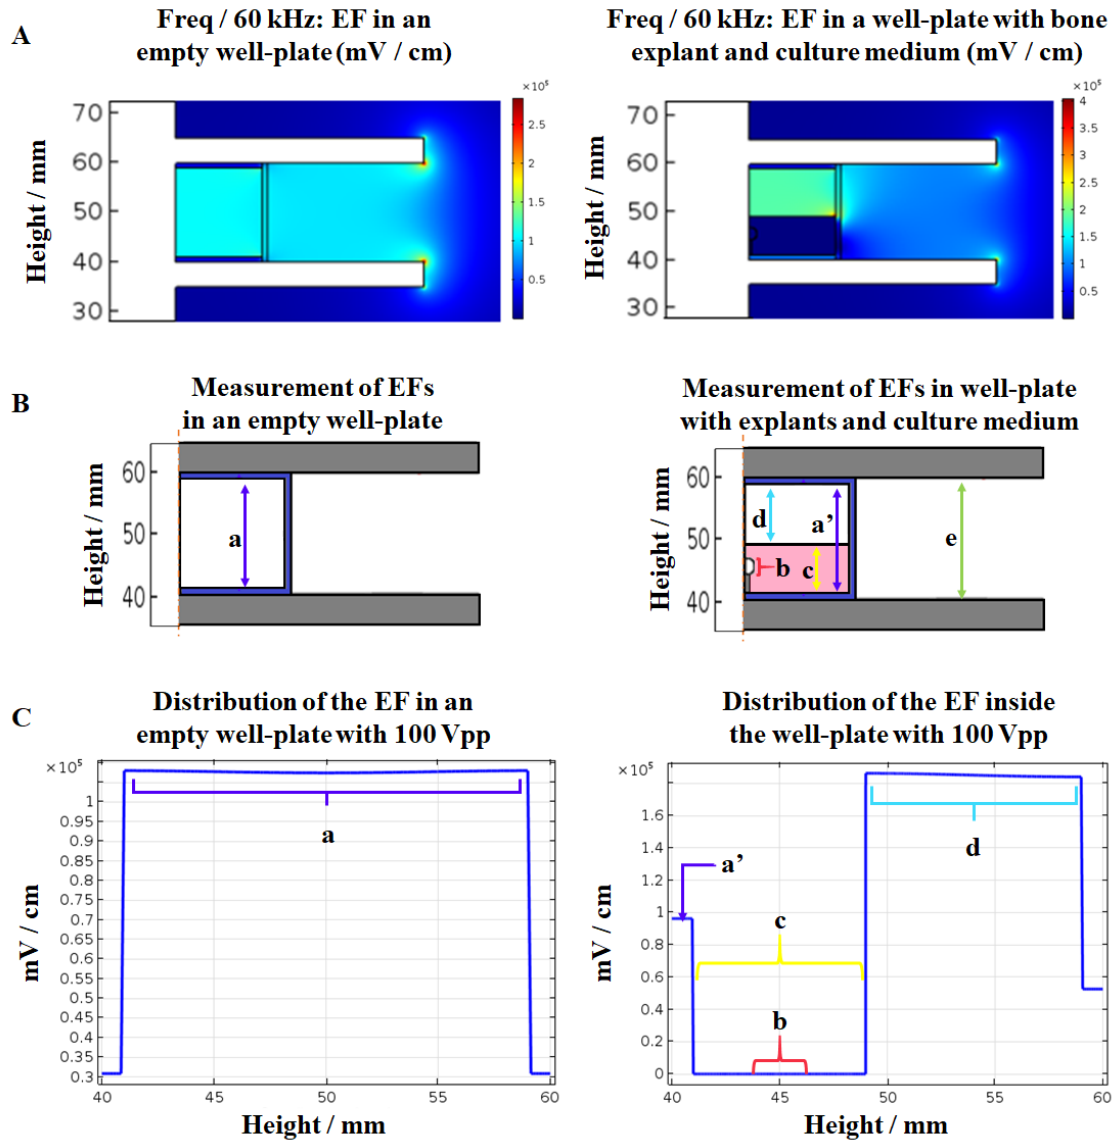 A
Freq / 60 kHz: EF in an
empty well-plate (mV / cm)
Freq / 60 kHz: EF in a well-plate with bone
explant and culture medium (mV / cm)
Height / mm
70
60
50
40
30
×10⁵
2.5
2
1.5
1
0.5
Height / mm
70
60
50
40
30
×10⁵
4
3.5
3
2.5
2
1.5
1
0.5
B
Measurement of EFs
in an empty well-plate
Measurement of EFs in well-plate
with explants and culture medium
Height / mm
60
50
40
a
Height / mm
60
50
40
d
a’
b
c
e
C
Distribution of the EF in an
empty well-plate with 100 Vpp
Distribution of the EF inside
the well-plate with 100 Vpp
×10⁵
mV / cm
1
0.95
0.9
0.85
0.8
0.75
0.7
0.65
0.6
0.55
0.5
0.45
0.4
0.35
0.3
a
40
45
50
55
60
Height / mm
×10⁵
mV / cm
1.6
1.4
1.2
1
0.8
0.6
0.4
0.2
0
a’
c
b
d
40
45
50
55
60
Height / mm